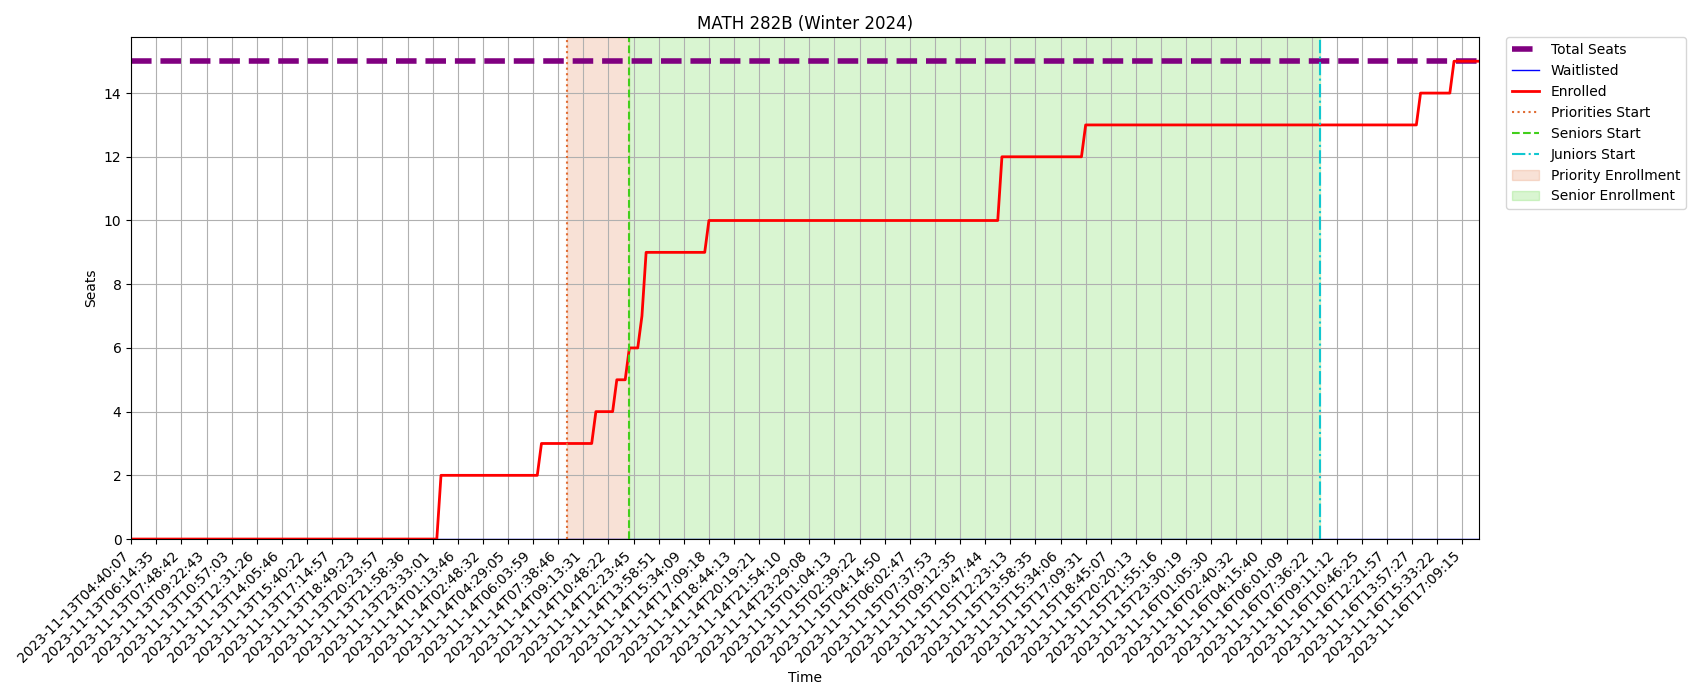 MATH 282B (Winter 2024)
Total Seats
Waitlisted
Enrolled
Priorities Start
Seniors Start
Juniors Start
Priority Enrollment
Senior Enrollment
Seats
14
12
10
8
6
4
2
0
2023-11-13T04:40:07
2023-11-13T06:14:35
2023-11-13T07:48:42
2023-11-13T09:22:43
2023-11-13T10:57:03
2023-11-13T12:31:26
2023-11-13T14:05:46
2023-11-13T15:40:22
2023-11-13T17:14:57
2023-11-13T18:49:23
2023-11-13T20:23:57
2023-11-13T21:58:36
2023-11-13T23:33:01
2023-11-14T01:13:46
2023-11-14T02:48:32
2023-11-14T04:29:05
2023-11-14T06:03:59
2023-11-14T07:38:46
2023-11-14T09:13:31
2023-11-14T10:48:22
2023-11-14T12:23:45
2023-11-14T13:58:51
2023-11-14T15:34:09
2023-11-14T17:09:18
2023-11-14T18:44:13
2023-11-14T20:19:21
2023-11-14T21:54:10
2023-11-14T23:29:08
2023-11-15T01:04:13
2023-11-15T02:39:22
2023-11-15T04:14:50
2023-11-15T06:02:47
2023-11-15T07:37:53
2023-11-15T09:12:35
2023-11-15T10:47:44
2023-11-15T12:23:13
2023-11-15T13:58:35
2023-11-15T15:34:06
2023-11-15T17:09:31
2023-11-15T18:45:07
2023-11-15T20:20:13
2023-11-15T21:55:16
2023-11-15T23:30:19
2023-11-16T01:05:30
2023-11-16T02:40:32
2023-11-16T04:15:40
2023-11-16T06:01:09
2023-11-16T07:36:22
2023-11-16T09:11:12
2023-11-16T10:46:25
2023-11-16T12:21:57
2023-11-16T13:57:27
2023-11-16T15:33:22
2023-11-16T17:09:15
Time